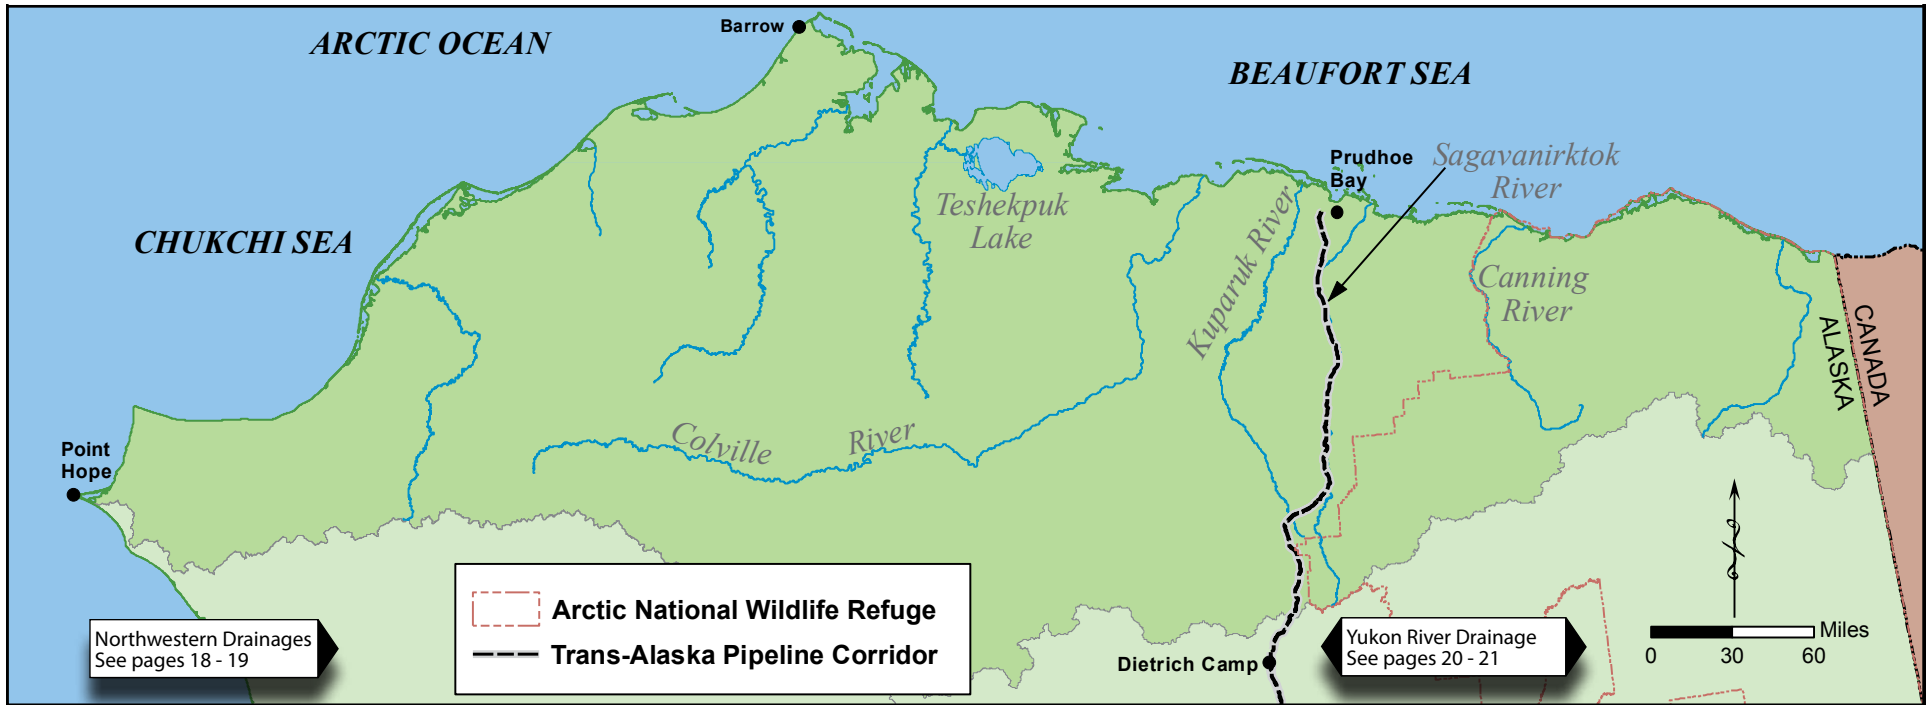 Barrow
ARCTIC OCEAN
BEAUFORT SEA
Prudhoe
Bay
Sagavanirktok
River
Teshekpuk
Lake
CHUKCHI SEA
Kuparuk River
Canning
River
CANADA
ALASKA
Colville River
Point
Hope
Arctic National Wildlife Refuge
Trans-Alaska Pipeline Corridor
Northwestern Drainages
See pages 18 - 19
Dietrich Camp
Yukon River Drainage
See pages 20 - 21
Miles
0 30 60